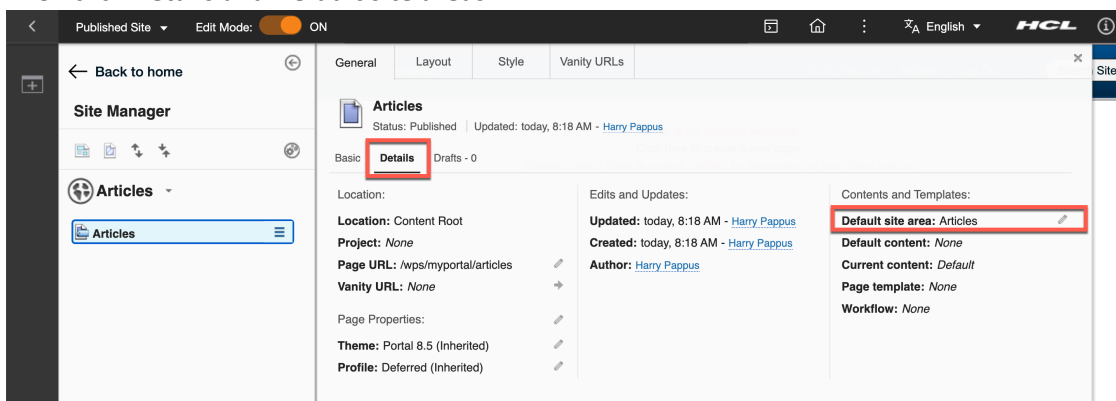 Published Site
Edit Mode:
ON
English
HCL
Back to home
Site Manager
Articles
Articles
General
Layout
Style
Vanity URLs
Site
Articles
Status: Published
Updated: today, 8:18 AM - Harry Pappus
Basic
Details
Drafts - 0
Location:
Location: Content Root
Project: None
Page URL: /wps/myportal/articles
Vanity URL: None
Page Properties:
Theme: Portal 8.5 (Inherited)
Profile: Deferred (Inherited)
Edits and Updates:
Updated: today, 8:18 AM - Harry Pappus
Created: today, 8:18 AM - Harry Pappus
Author: Harry Pappus
Contents and Templates:
Default site area: Articles
Default content: None
Current content: Default
Page template: None
Workflow: None